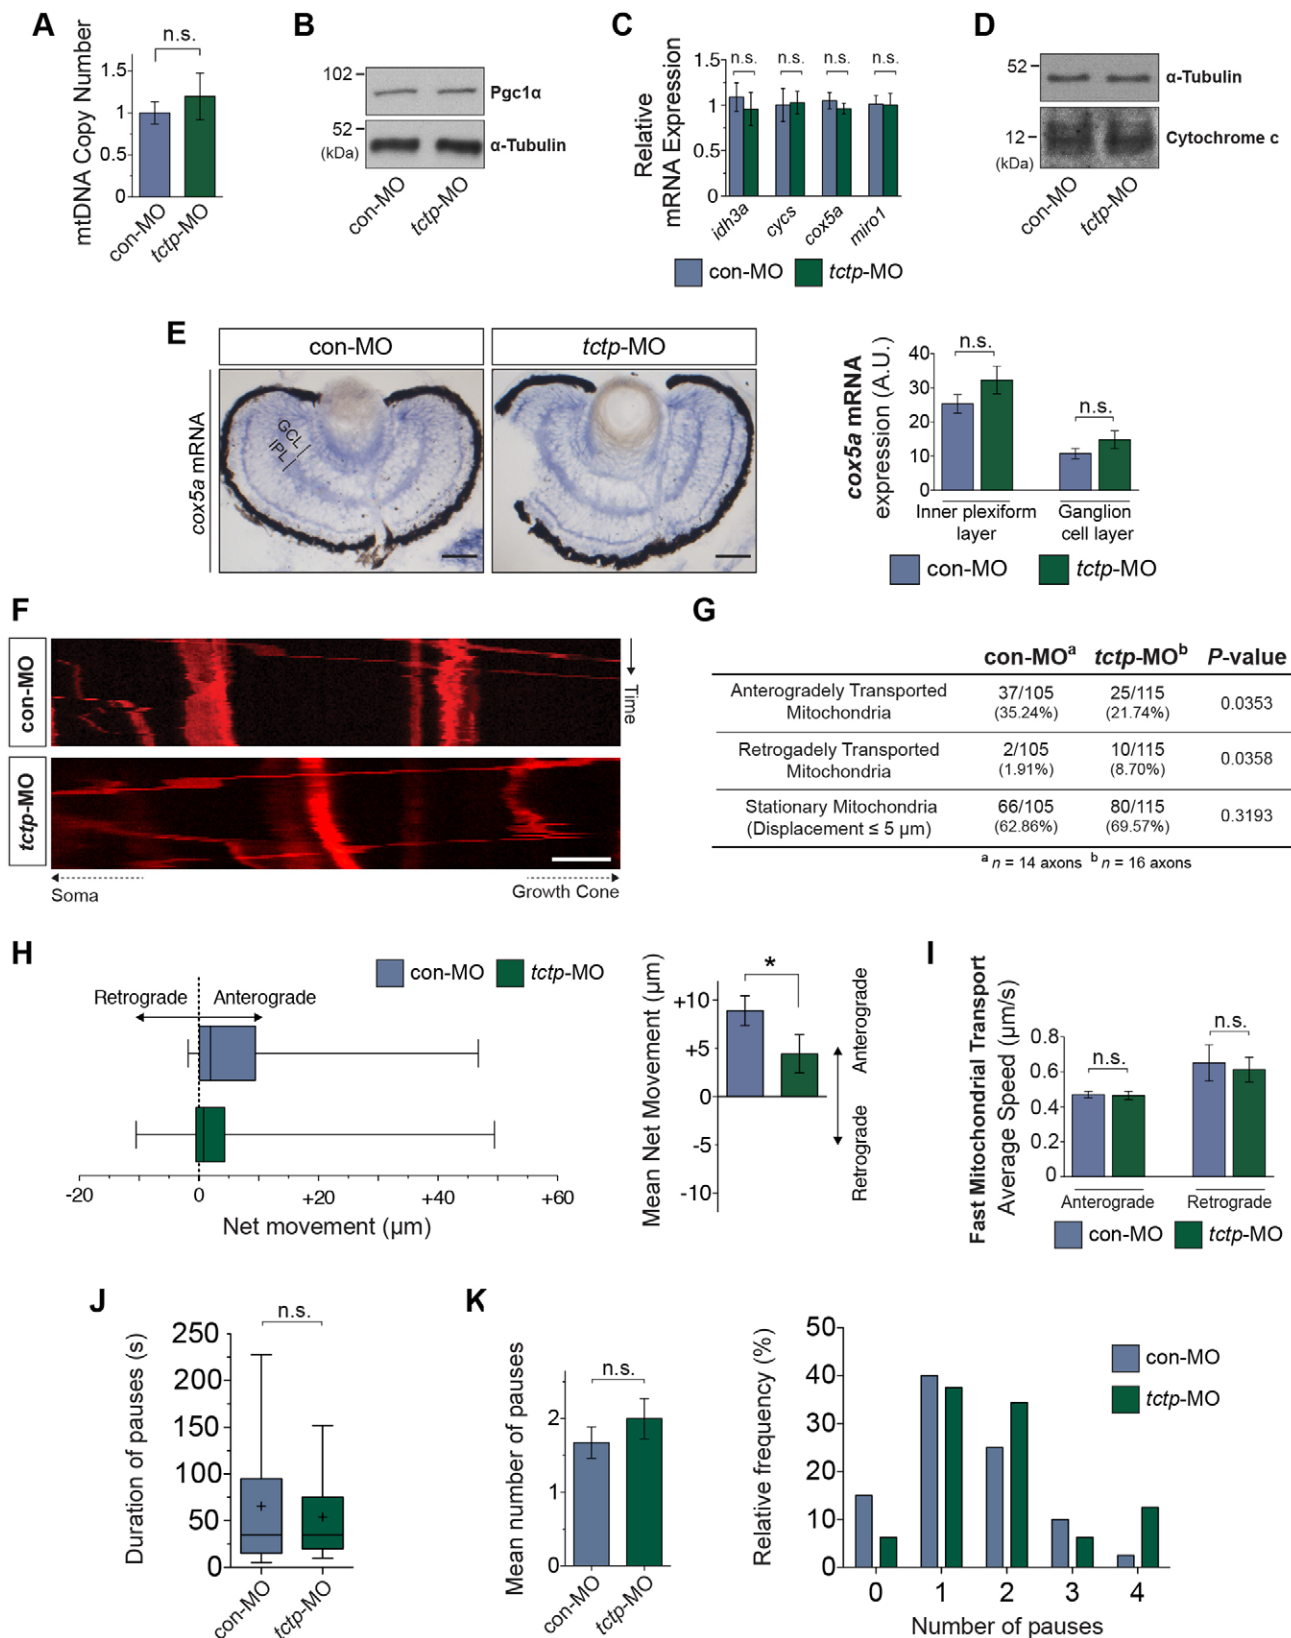 A
mtDNA Copy Number
n.s.
1.5
1
0.5
0
con-MO
tctp-MO
B
102
52
(kDa)
Pgc1α
α-Tubulin
con-MO
tctp-MO
C
Relative
mRNA Expression
n.s. n.s. n.s. n.s.
1.5
1
0.5
0
idh3a
cycs
cox5a
miro1
con-MO
tctp-MO
D
52
12
(kDa)
α-Tubulin
Cytochrome c
con-MO
tctp-MO
E
con-MO
tctp-MO
cox5a mRNA
GCL
IPL
cox5a mRNA
expression (A.U.)
n.s.
n.s.
40
30
20
10
0
Inner plexiform
layer
Ganglion
cell layer
con-MO
tctp-MO
F
con-MO
tctp-MO
Time
Soma
Growth Cone
G
con-MOa tctp-MOb P-value
Anterogradely Transported
Mitochondria
37/105
(35.24%)
25/115
(21.74%)
0.0353
Retrogadely Transported
Mitochondria
2/105
(1.91%)
10/115
(8.70%)
0.0358
Stationary Mitochondria
(Displacement ≤ 5 μm)
66/105
(62.86%)
80/115
(69.57%)
0.3193
a n = 14 axons b n = 16 axons
H
con-MO
tctp-MO
Retrograde
Anterograde
-20 0 +20 +40 +60
Net movement (μm)
Mean Net Movement (μm)
*
+10
+5
0
-5
-10
Anterograde
Retrograde
I
Fast Mitochondrial Transport
Average Speed (μm/s)
n.s.
n.s.
0.8
0.6
0.4
0.2
0
Anterograde
Retrograde
con-MO
tctp-MO
J
Duration of pauses (s)
n.s.
250
200
150
100
50
0
con-MO
tctp-MO
K
Mean number of pauses
n.s.
2
1
0
con-MO
tctp-MO
Relative frequency (%)
50
40
30
20
10
0
0 1 2 3 4
Number of pauses
con-MO
tctp-MO